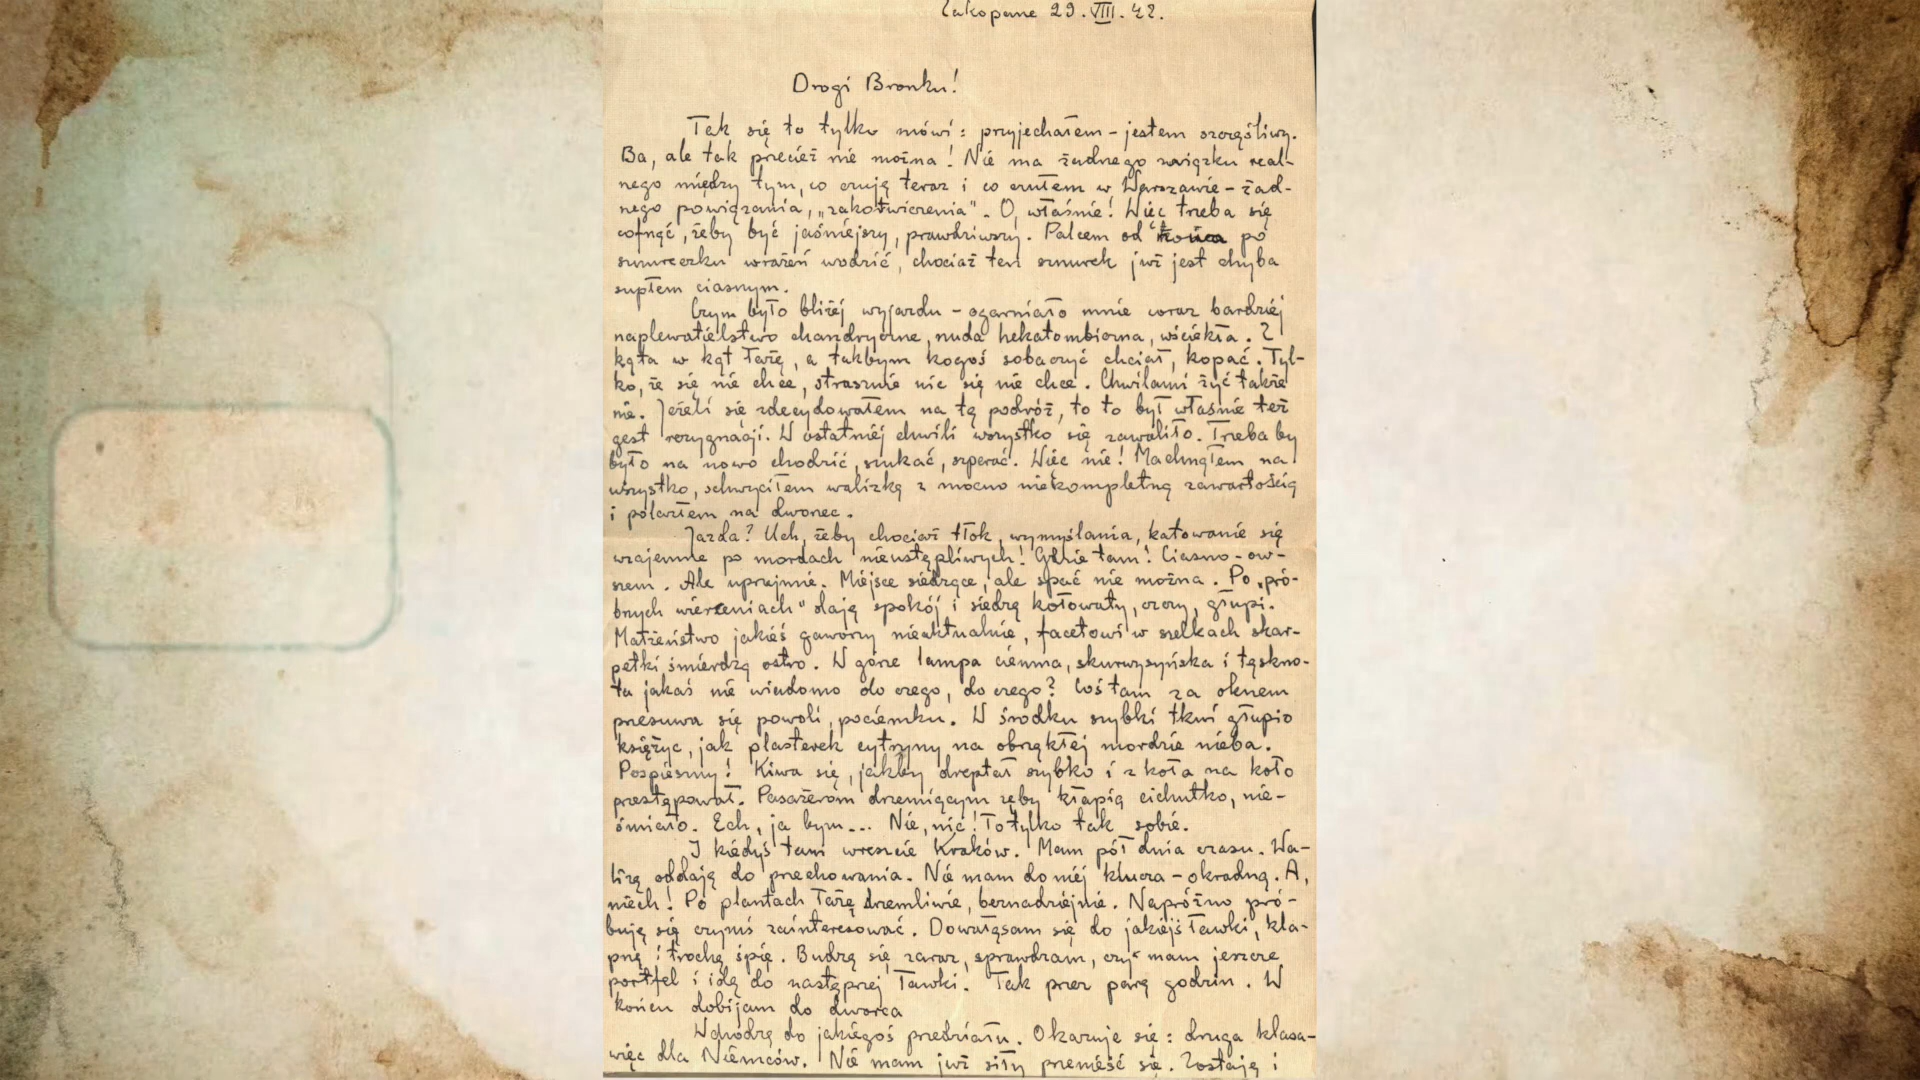 Zakopane 29.VIII.42.
Drogi Bronku!
Tak się to tylko mówi: przyjechałem – jestem szczęśliwy.
Ba, ale tak przecież nie można! Nie ma żadnego związku real-
nego między tym, co czuję teraz i co czułem w Warszawie – żad-
nego powiązania, „zakotwiczenia". O, właśnie! Więc trzeba się
cofnąć, żeby być jaśniejszy, prawdziwszy. Palcem od końca po
sznureczku wrażeń wodzić, chociaż ten sznurek już jest chyba
supłem ciasnym.
Czym było bliżej wyjazdu – ogarniało mnie coraz bardziej
naplewatielstwo chandryczne, nuda hekatombiczna, wściekła. Z
kąta w kąt łażę, a takbym kogoś sobaczyć chciał, kopać. Tyl-
ko, że się nie chce, strasznie nic się nie chce. Chwilami żyć także
nie. Jeżeli się zdecydowałem na tą podróż, to to był właśnie też
gest rezygnacji. W ostatniej chwili wszystko się zawaliło. Trzeba by
było na nowo chodzić, szukać, szperać. Więc nie! Machnąłem na
wszystko, schwyciłem walizkę z mocno niekompletną zawartością
i polazłem na dworzec.
Jazda? Uch, żeby chociaż tłok, wymyślania, katowanie się
wzajemne po mordach nieustępliwych! Gdzie tam! Ciasno – ow-
szem. Ale uprzejmie. Miejsce siedzące, ale spać nie można. Po „pró-
bnych wierceniach" daję spokój i siedzę kołowaty, czczy, głupi.
Małżeństwo jakieś gaworzy nieaktualnie, facetowi w szelkach skar-
petki śmierdzą ostro. W górze lampa ciemna, skurwysyńska i tęskno-
ta jakaś nie wiadomo do czego, do czego? Coś tam za oknem
przesuwa się powoli, pociemku. W środku szybki tkwi głupio
księżyc, jak plasterek cytryny na obrzękłej mordzie nieba.
Pospieszny! Kiwa się, jakby dreptał szybko i z koła na koło
przestępował. Pasażerom drzemiącym zęby kłapią cichutko, nie-
śmiało. Ech, ja bym... Nie, nic! To tylko tak sobie.
I kiedyś tam wreszcie Kraków. Mam pół dnia czasu. Wa-
lizę oddaję do przechowania. Nie mam do niej klucza – okradną. A,
niech! Po plantach łażę dremliwie, beznadziejnie. Napróżno pró-
buję się czymś zainteresować. Dowałęsam się do jakiejś ławki, kla-
pnę i trochę śpię. Budzę się zaraz, sprawdzam, czy mam jeszcze
portfel i idę do następnej ławki. Tak przez parę godzin. W
końcu dobijam do dworca
Wchodzę do jakiegoś przedziału. Okazuje się: druga klasa –
więc dla Niemców. Nie mam już siły przenieść się. Zostaję i